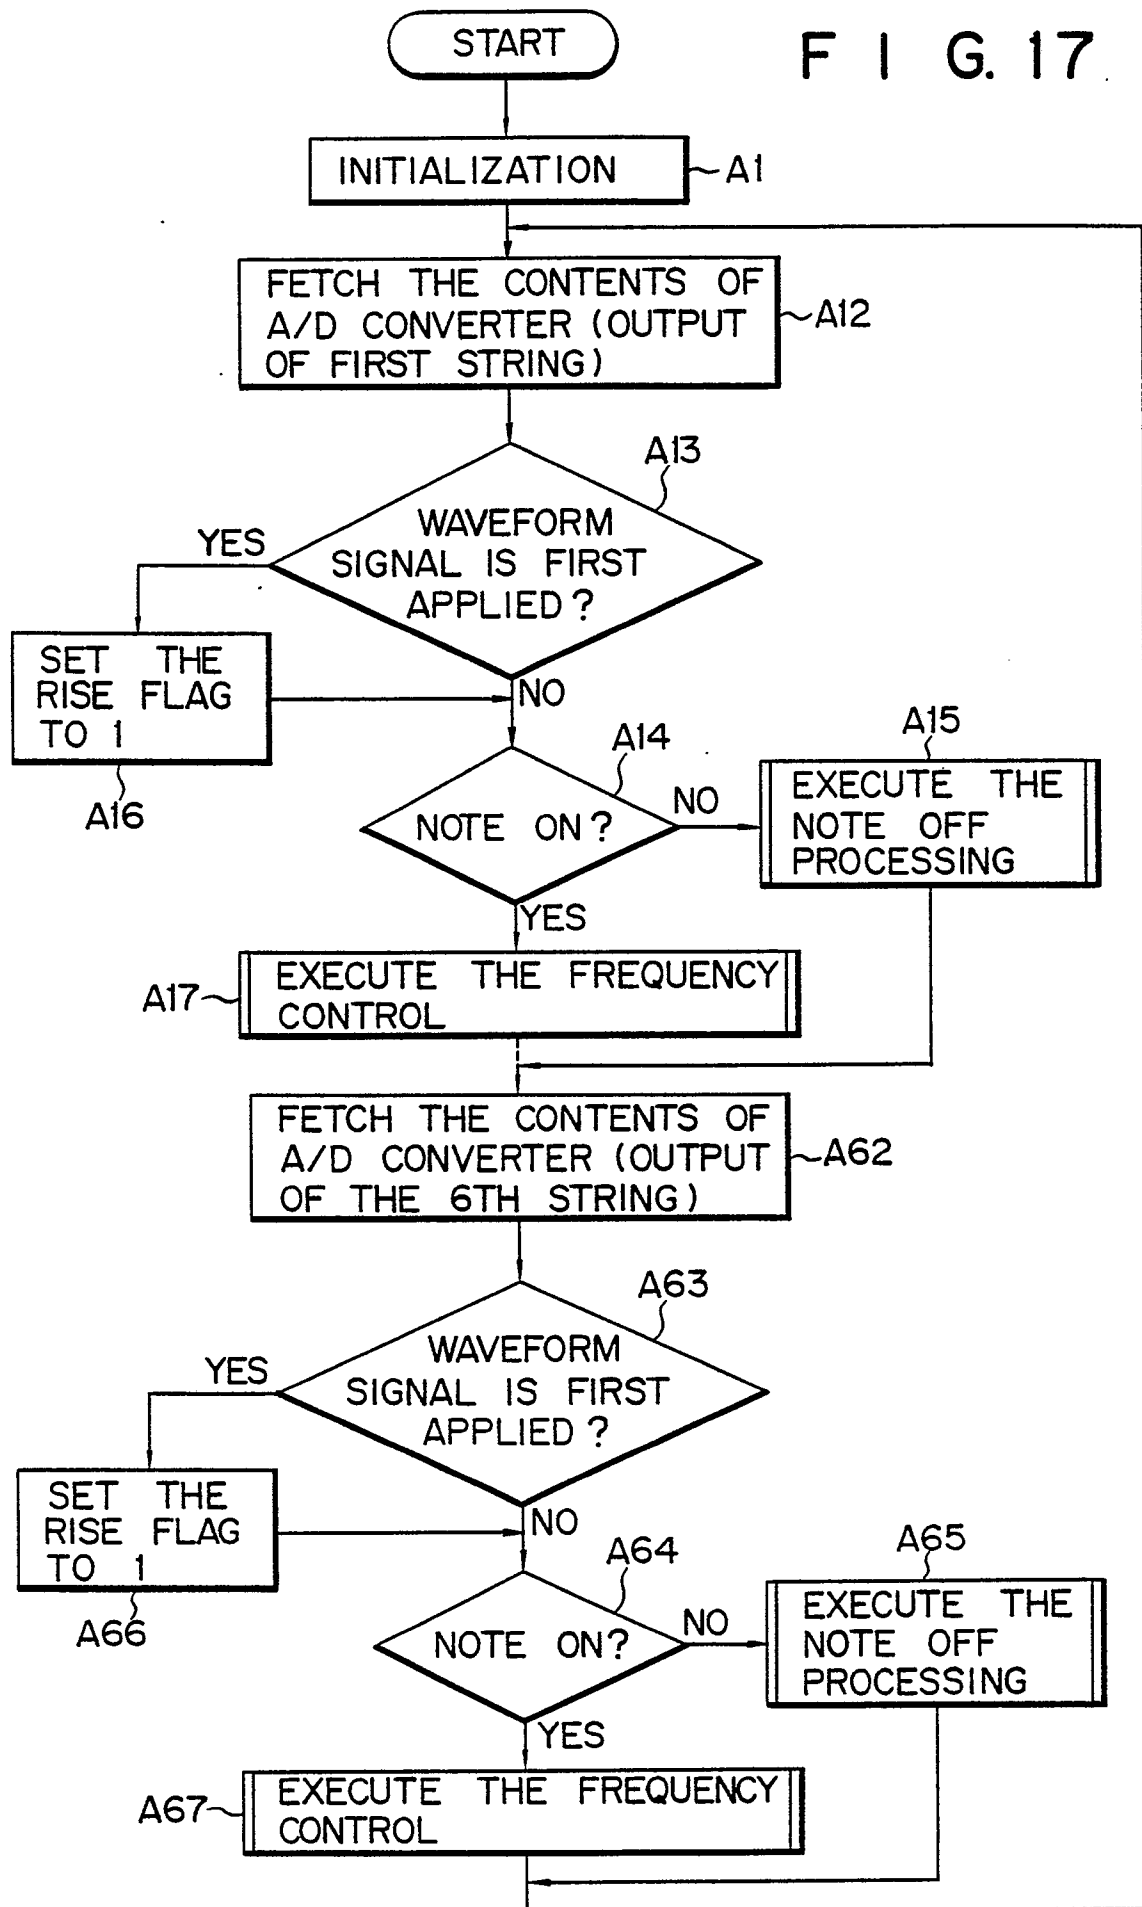 START
F I G. 17
INITIALIZATION
A1
FETCH THE CONTENTS OF
A/D CONVERTER (OUTPUT
OF FIRST STRING)
A12
A13
WAVEFORM
SIGNAL IS FIRST
APPLIED?
YES
SET THE
RISE FLAG
TO 1
A16
NO
A14
NOTE ON?
NO
A15
EXECUTE THE
NOTE OFF
PROCESSING
YES
A17
EXECUTE THE FREQUENCY
CONTROL
FETCH THE CONTENTS OF
A/D CONVERTER (OUTPUT
OF THE 6TH STRING)
A62
A63
WAVEFORM
SIGNAL IS FIRST
APPLIED?
YES
SET THE
RISE FLAG
TO 1
A66
NO
A64
NOTE ON?
NO
A65
EXECUTE THE
NOTE OFF
PROCESSING
YES
A67
EXECUTE THE FREQUENCY
CONTROL